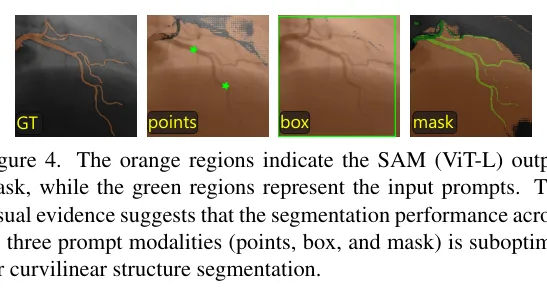 GT points box mask
gure 4. The orange regions indicate the SAM (ViT-L) outp
ask, while the green regions represent the input prompts. T
sual evidence suggests that the segmentation performance acro
three prompt modalities (points, box, and mask) is suboptim
r curvilinear structure segmentation.